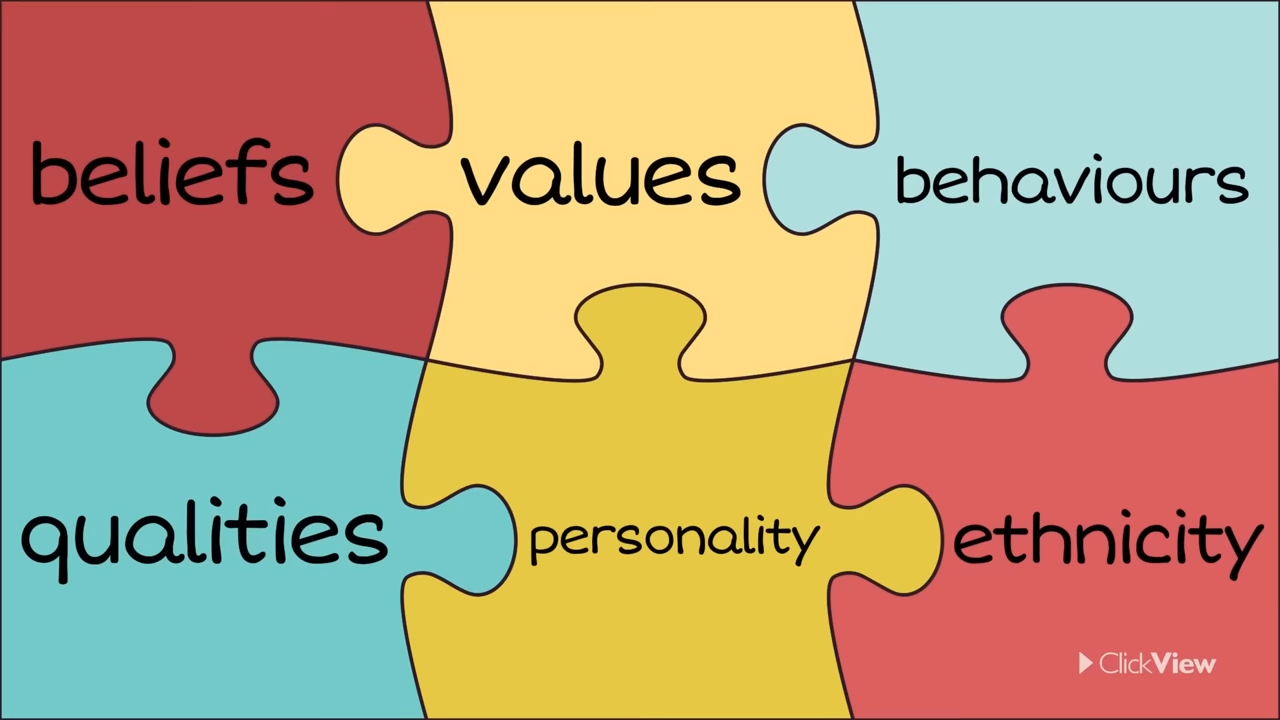 beliefs
values
behaviours
qualities
personality
ethnicity
ClickView